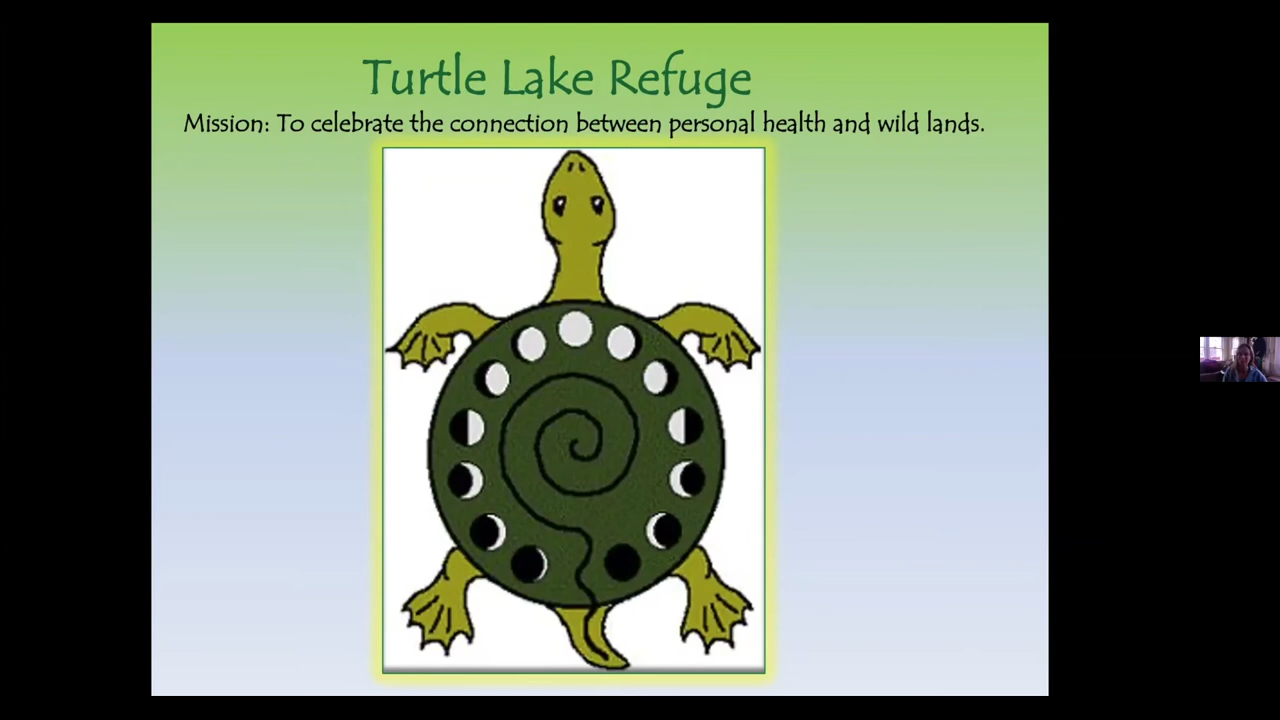 Turtle Lake Refuge
Mission: To celebrate the connection between personal health and wild lands.